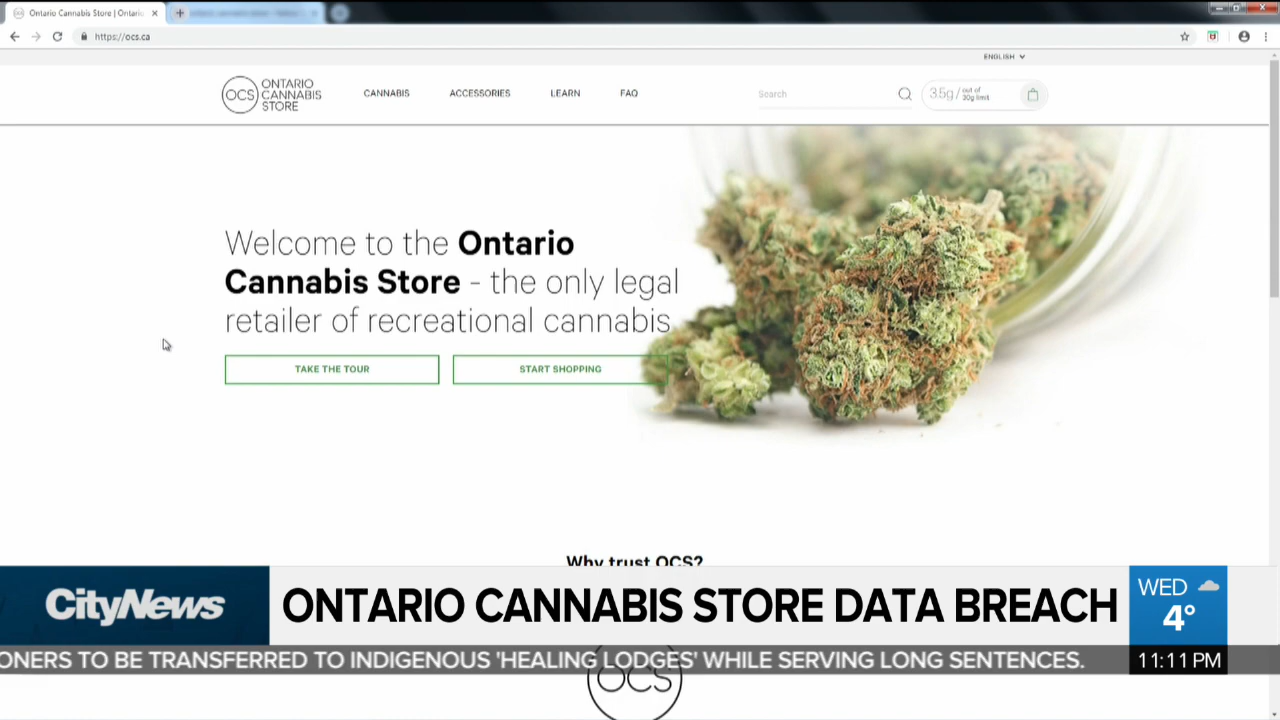 Ontario Cannabis Store | Ontario
https://ocs.ca
ENGLISH
OCS
ONTARIO
CANNABIS
STORE
CANNABIS
ACCESSORIES
LEARN
FAQ
Search
3.5g / out of
30g limit
Welcome to the Ontario
Cannabis Store - the only legal
retailer of recreational cannabis
TAKE THE TOUR
START SHOPPING
Why trust OCS?
CityNews
ONTARIO CANNABIS STORE DATA BREACH
WED
4°
ONERS TO BE TRANSFERRED TO INDIGENOUS 'HEALING LODGES' WHILE SERVING LONG SENTENCES.
11:11 PM
OCS